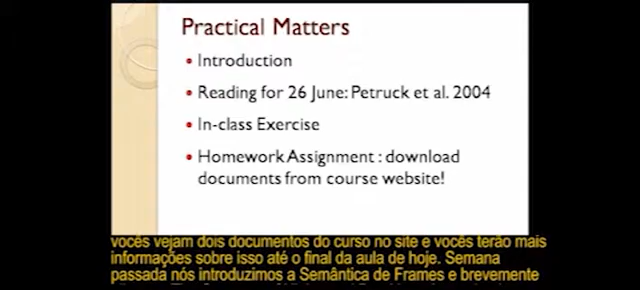 Practical Matters
Introduction
Reading for 26 June: Petruck et al. 2004
In-class Exercise
Homework Assignment : download
documents from course website!
vocês vejam dois documentos do curso no site e vocês terão mais
informações sobre isso até o final da aula de hoje. Semana
passada nós introduzimos a Semântica de Frames e brevemente